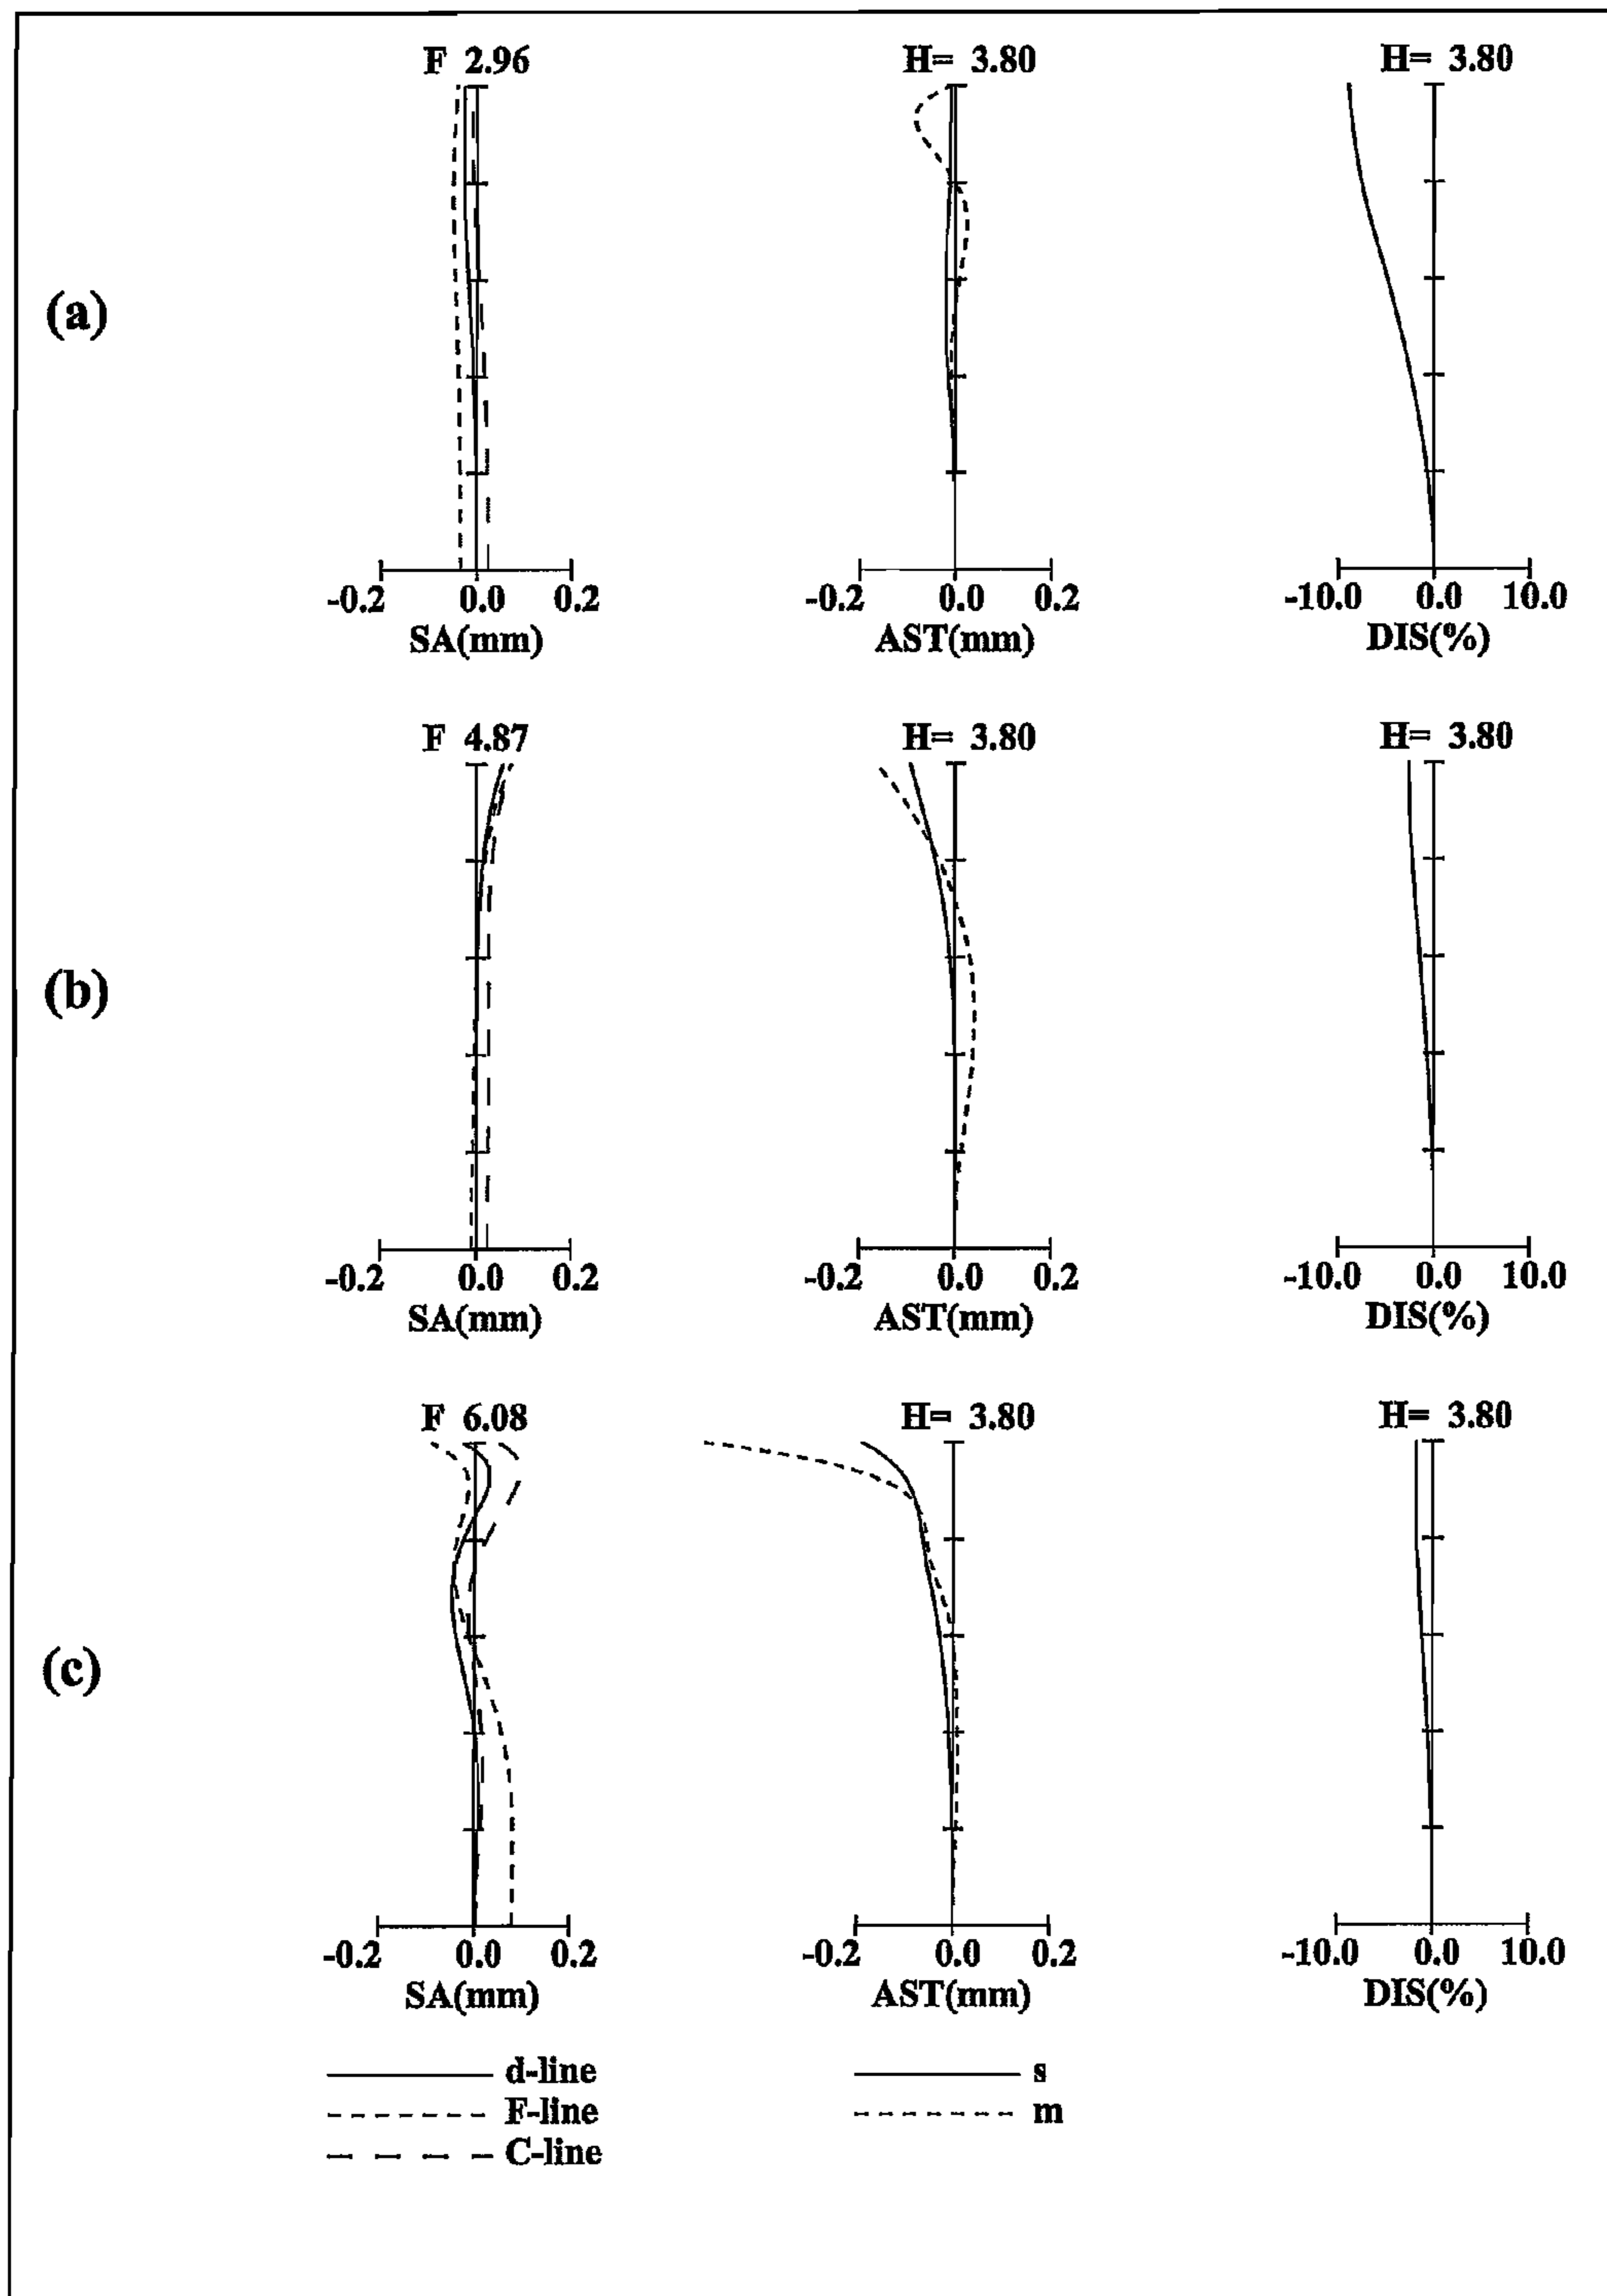 F 2.96 H= 3.80 H= 3.80
(a)
-0.2 0.0 0.2 -0.2 0.0 0.2 -10.0 0.0 10.0
SA(mm) AST(mm) DIS(%)
F 4.87 H= 3.80 H= 3.80
(b)
-0.2 0.0 0.2 -0.2 0.0 0.2 -10.0 0.0 10.0
SA(mm) AST(mm) DIS(%)
F 6.08 H= 3.80 H= 3.80
(c)
-0.2 0.0 0.2 -0.2 0.0 0.2 -10.0 0.0 10.0
SA(mm) AST(mm) DIS(%)
d-line s
F-line m
C-line